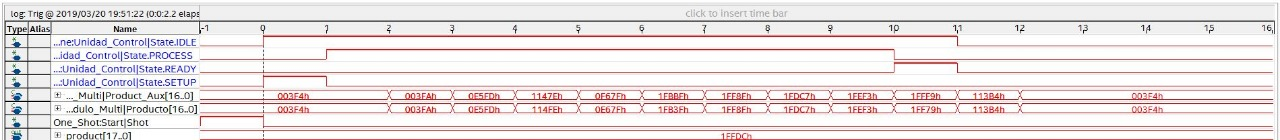 log: Trig @ 2019/03/20 19:51:22 (0:0:2.2 elaps click to insert time bar
Type Alias Name -1 0 1 2 3 4 5 6 7 8 9 10 11 12 13 14 15 16
...ne:Unidad_Control|State.IDLE
...idad_Control|State.PROCESS
...:Unidad_Control|State.READY
...:Unidad_Control|State.SETUP
..._Multi|Product_Aux[16..0] 003F4h 003FAh 0E5FDh 1147Eh 0E67Fh 1FBBFh 1FF8Fh 1FDC7h 1FEF3h 1FFF9h 113B4h 003F4h
...dulo_Multi|Producto[16..0] 003F4h 003FAh 0E5FDh 114FEh 0E67Fh 1FB3Fh 1FF8Fh 1FDC7h 1FEF3h 1FF79h 113B4h 003F4h
One_Shot:Start|Shot
product[17..0] 1FFDCh